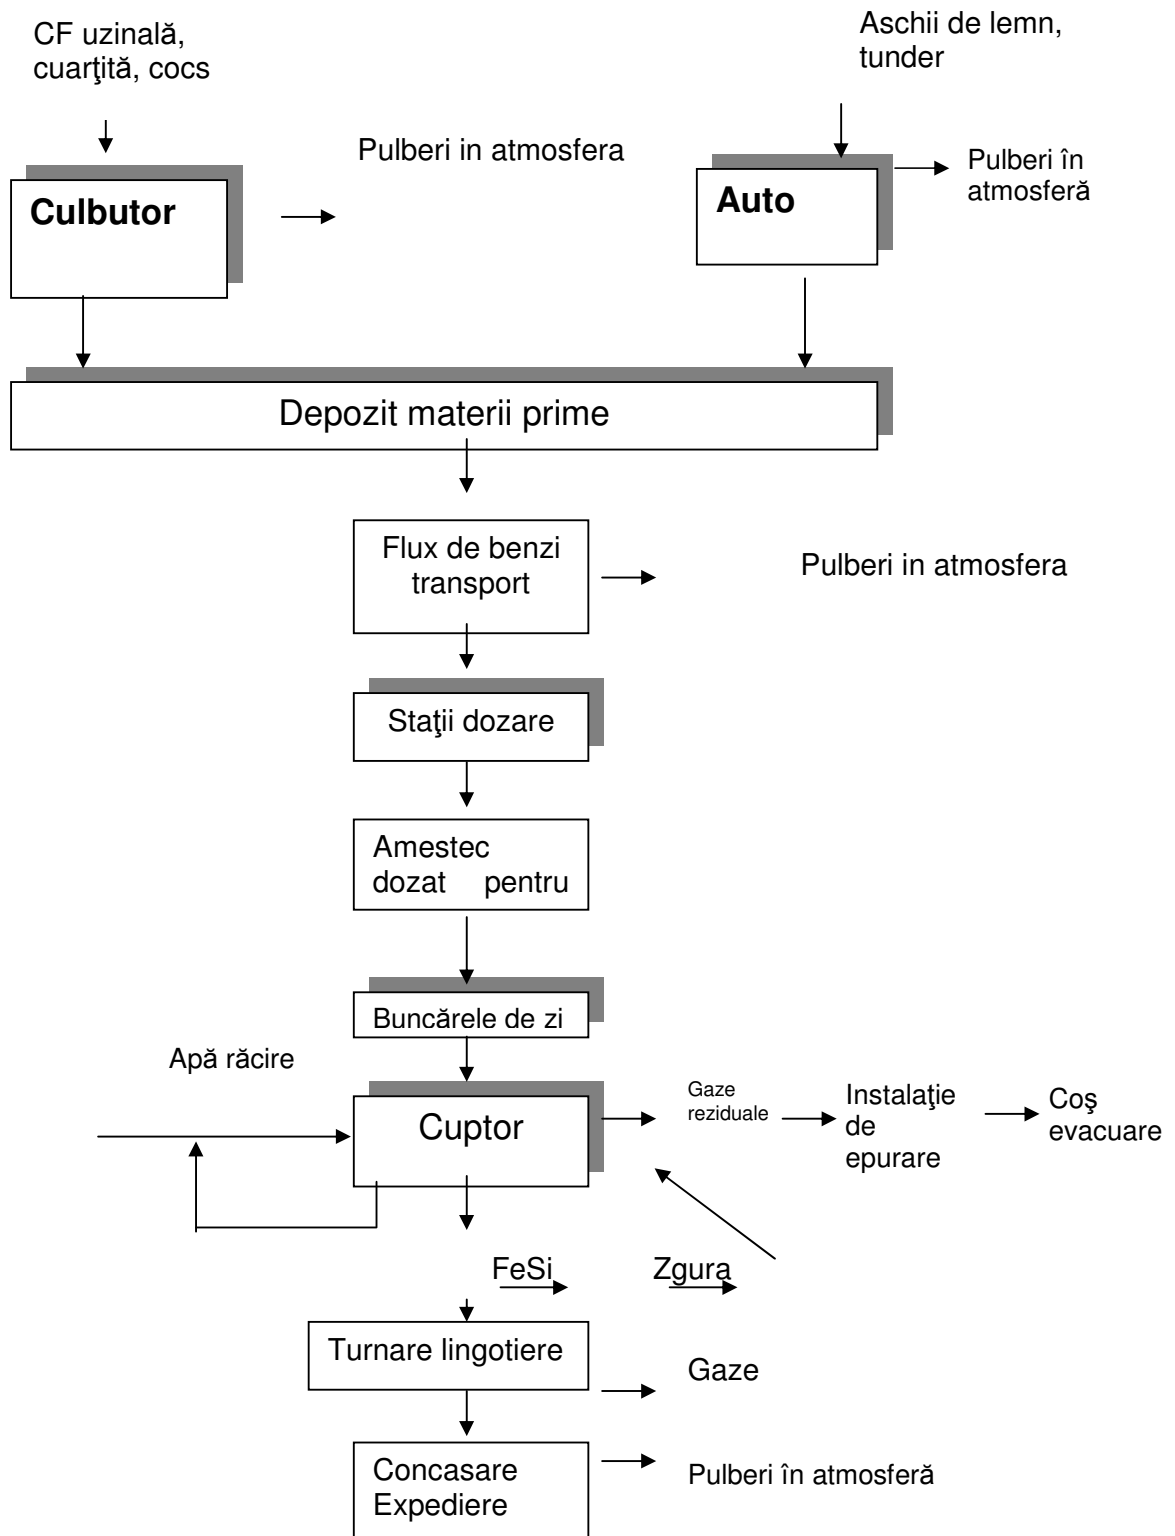 CF uzinală,
cuarţită, cocs
Aschii de lemn,
tunder
Pulberi in atmosfera
Pulberi în
atmosferă
Culbutor
Auto
Depozit materii prime
Flux de benzi
transport
Pulberi in atmosfera
Staţii dozare
Amestec
dozat pentru
Buncărele de zi
Apă răcire
Cuptor
Gaze
reziduale
Instalaţie
de
epurare
Coş
evacuare
FeSi
Zgura
Turnare lingotiere
Gaze
Concasare
Expediere
Pulberi în atmosferă